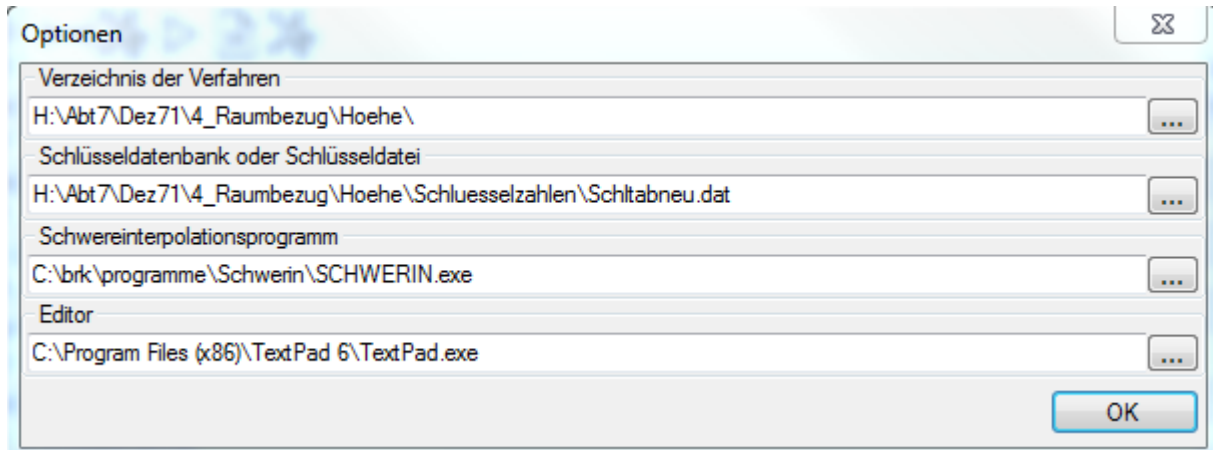 Optionen
Verzeichnis der Verfahren
H:\Abt7\Dez71\4_Raumbezug\Hoehe\
...
Schlüsseldatenbank oder Schlüsseldatei
H:\Abt7\Dez71\4_Raumbezug\Hoehe\Schluesselzahlen\Schltabneu.dat
...
Schwereinterpolationsprogramm
C:\brk\programme\Schwerin\SCHWERIN.exe
...
Editor
C:\Program Files (x86)\TextPad 6\TextPad.exe
...
OK